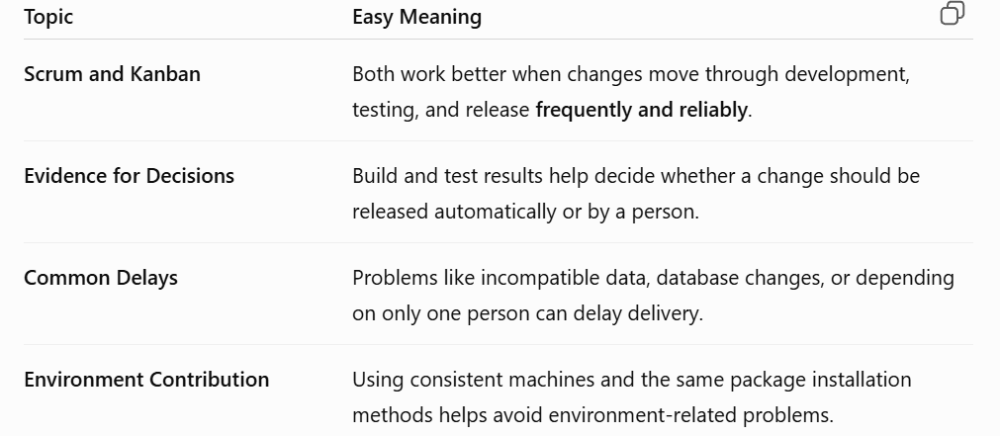 Topic Easy Meaning
Scrum and Kanban Both work better when changes move through development,
testing, and release frequently and reliably.
Evidence for Decisions Build and test results help decide whether a change should be
released automatically or by a person.
Common Delays Problems like incompatible data, database changes, or depending
on only one person can delay delivery.
Environment Contribution Using consistent machines and the same package installation
methods helps avoid environment-related problems.